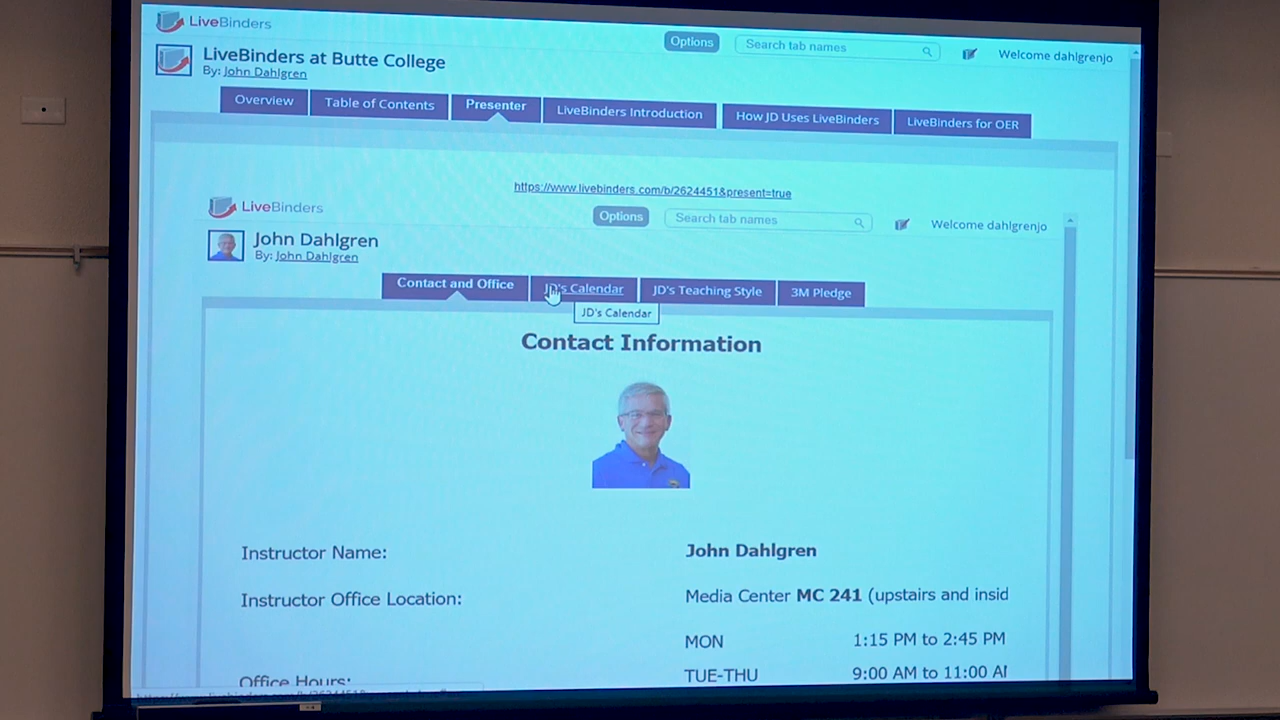 LiveBinders
Options
Search tab names
Welcome dahlgrenjo
LiveBinders at Butte College
By: John Dahlgren
Overview
Table of Contents
Presenter
LiveBinders Introduction
How JD Uses LiveBinders
LiveBinders for OER
https://www.livebinders.com/b/2624451&present=true
LiveBinders
Options
Search tab names
Welcome dahlgrenjo
John Dahlgren
By: John Dahlgren
Contact and Office
JD's Calendar
JD's Teaching Style
3M Pledge
JD's Calendar
Contact Information
Instructor Name: John Dahlgren
Instructor Office Location: Media Center MC 241 (upstairs and insid
MON 1:15 PM to 2:45 PM
TUE-THU 9:00 AM to 11:00 AM
Office Hours: